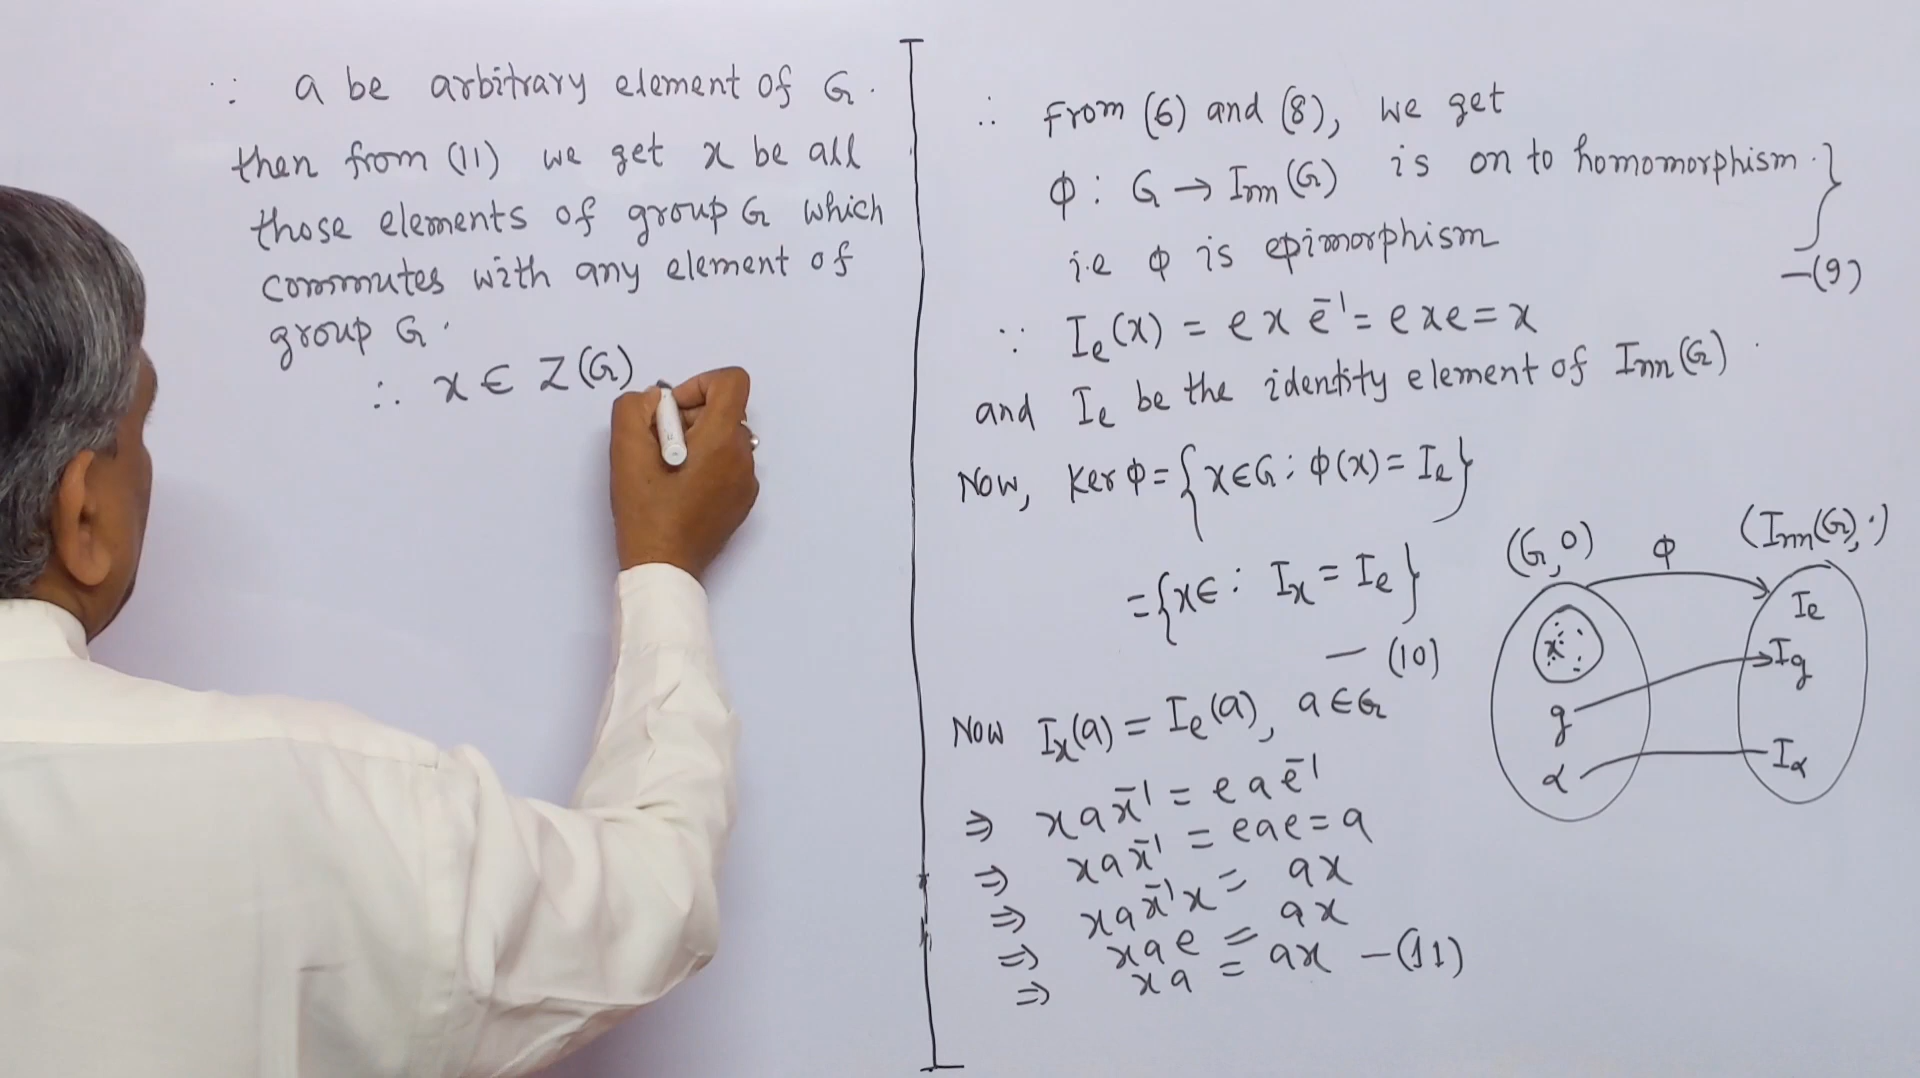 ∵ a be arbitrary element of G.
then from (11) we get x be all
those elements of group G which
commutes with any element of
group G.
∴ x ∈ Z(G)
∴ From (6) and (8), we get
φ : G → Inn(G) is on to homomorphism.}
i.e φ is epimorphism
—(9)
∵ Iₑ(x) = e x e⁻¹ = e x e = x
and Iₑ be the identity element of Inn(G).
Now, Ker φ = {x∈G : φ(x) = Iₑ}
= {x∈ : Iₓ = Iₑ}
— (10)
Now Iₓ(a) = Iₑ(a), a∈G
⇒ x a x⁻¹ = e a e⁻¹
⇒ x a x⁻¹ = e a e = a
⇒ x a x⁻¹ x = a x
⇒ x a e = a x
⇒ x a = a x —(11)
(G, o) φ (Inn(G), ·)
Iₑ
x
I_g
g
α I_α